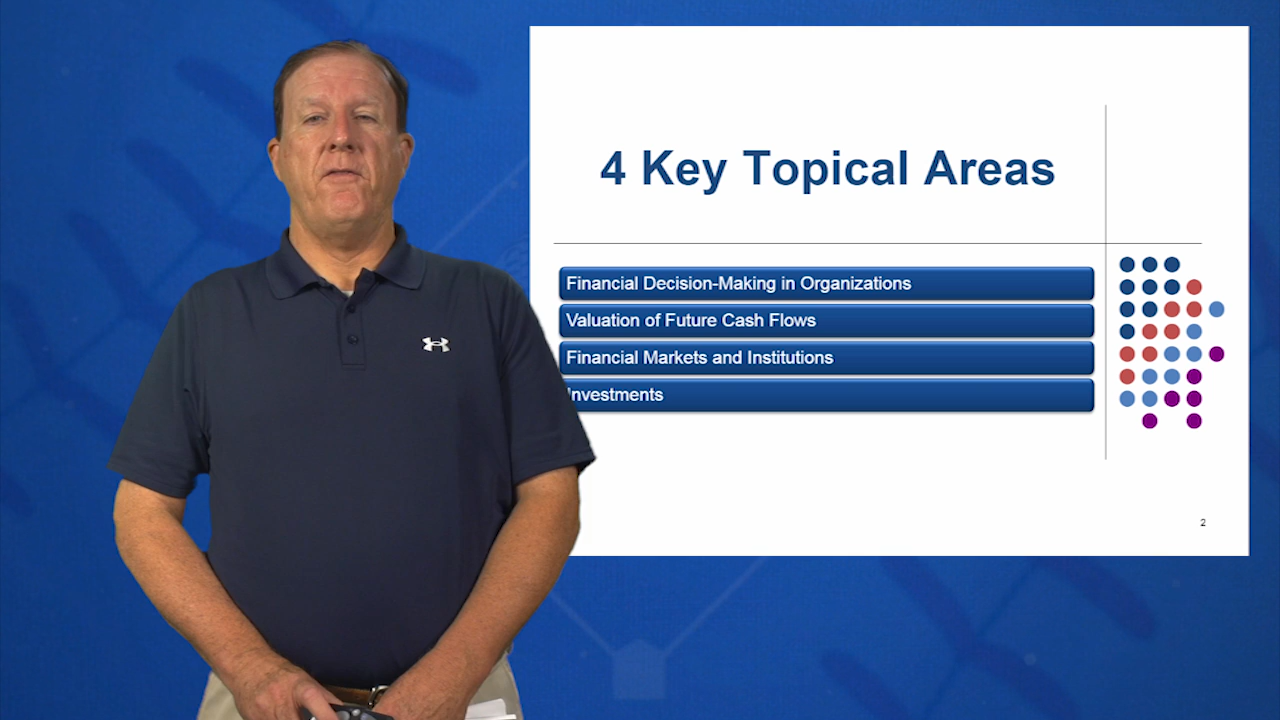 4 Key Topical Areas
Financial Decision-Making in Organizations
Valuation of Future Cash Flows
Financial Markets and Institutions
Investments
2